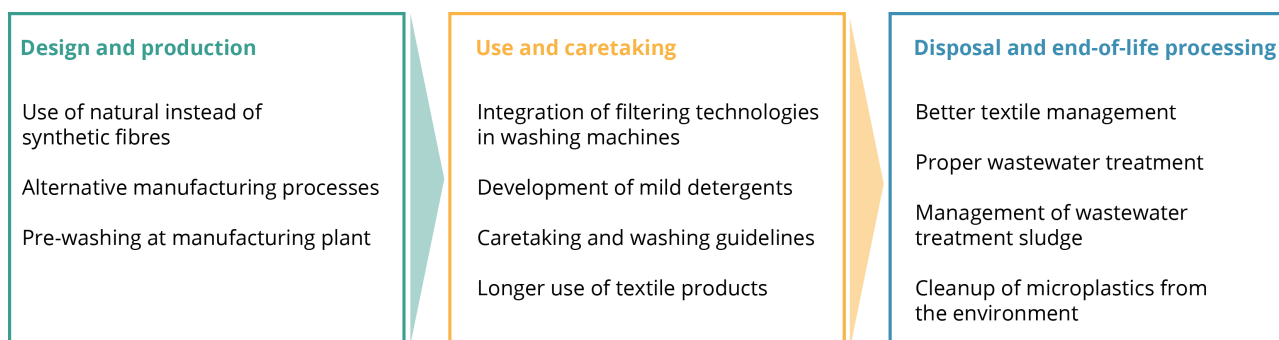 Design and production
Use of natural instead of
synthetic fibres
Alternative manufacturing processes
Pre-washing at manufacturing plant
Use and caretaking
Integration of filtering technologies
in washing machines
Development of mild detergents
Caretaking and washing guidelines
Longer use of textile products
Disposal and end-of-life processing
Better textile management
Proper wastewater treatment
Management of wastewater
treatment sludge
Cleanup of microplastics from
the environment